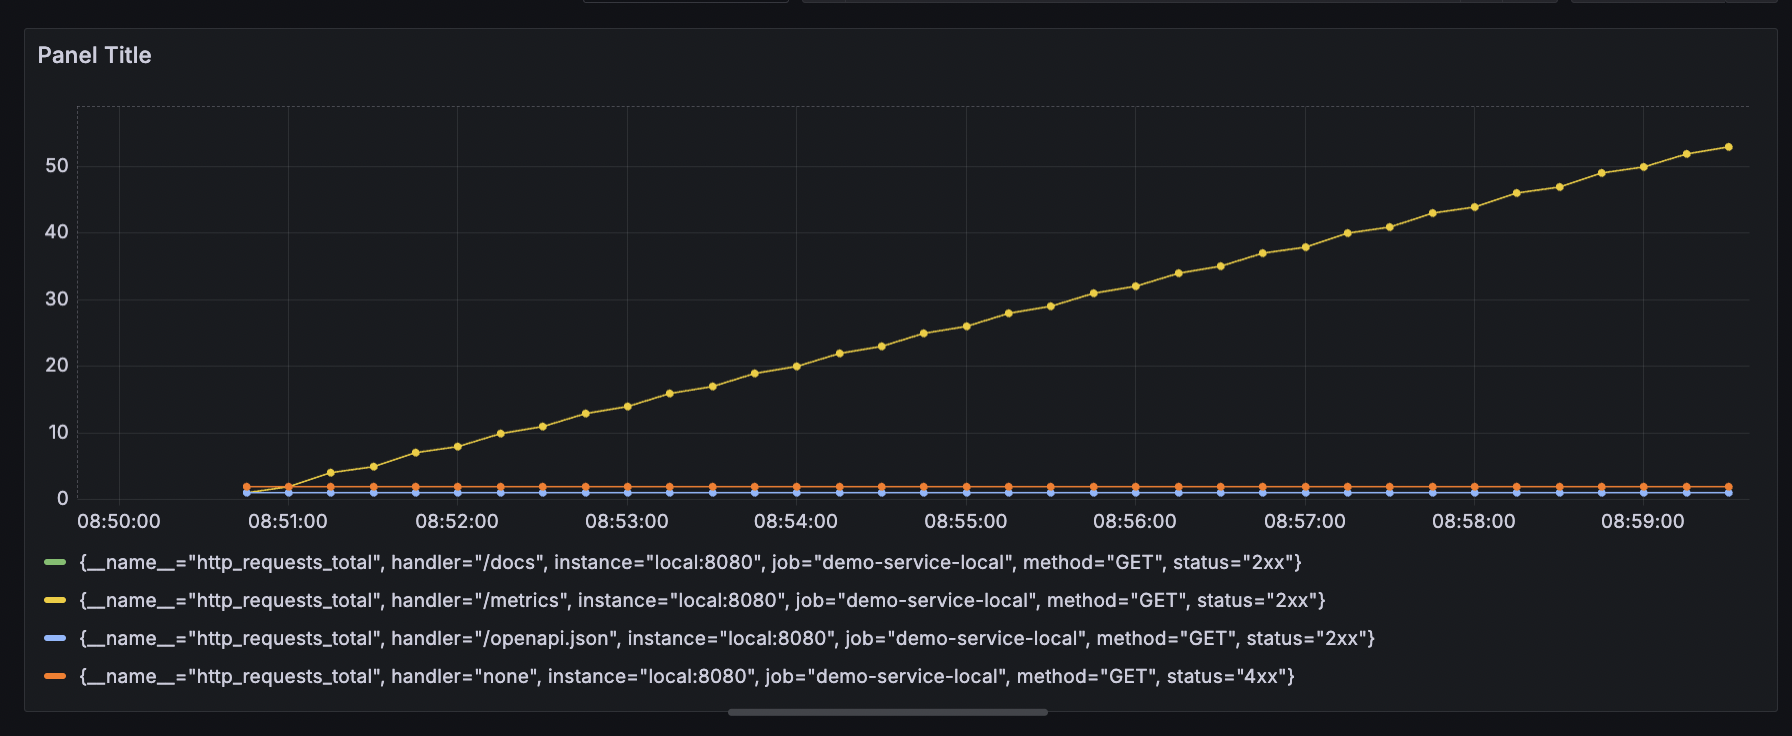 Panel Title
50
40
30
20
10
0
08:50:00 08:51:00 08:52:00 08:53:00 08:54:00 08:55:00 08:56:00 08:57:00 08:58:00 08:59:00
{__name__="http_requests_total", handler="/docs", instance="local:8080", job="demo-service-local", method="GET", status="2xx"}
{__name__="http_requests_total", handler="/metrics", instance="local:8080", job="demo-service-local", method="GET", status="2xx"}
{__name__="http_requests_total", handler="/openapi.json", instance="local:8080", job="demo-service-local", method="GET", status="2xx"}
{__name__="http_requests_total", handler="none", instance="local:8080", job="demo-service-local", method="GET", status="4xx"}